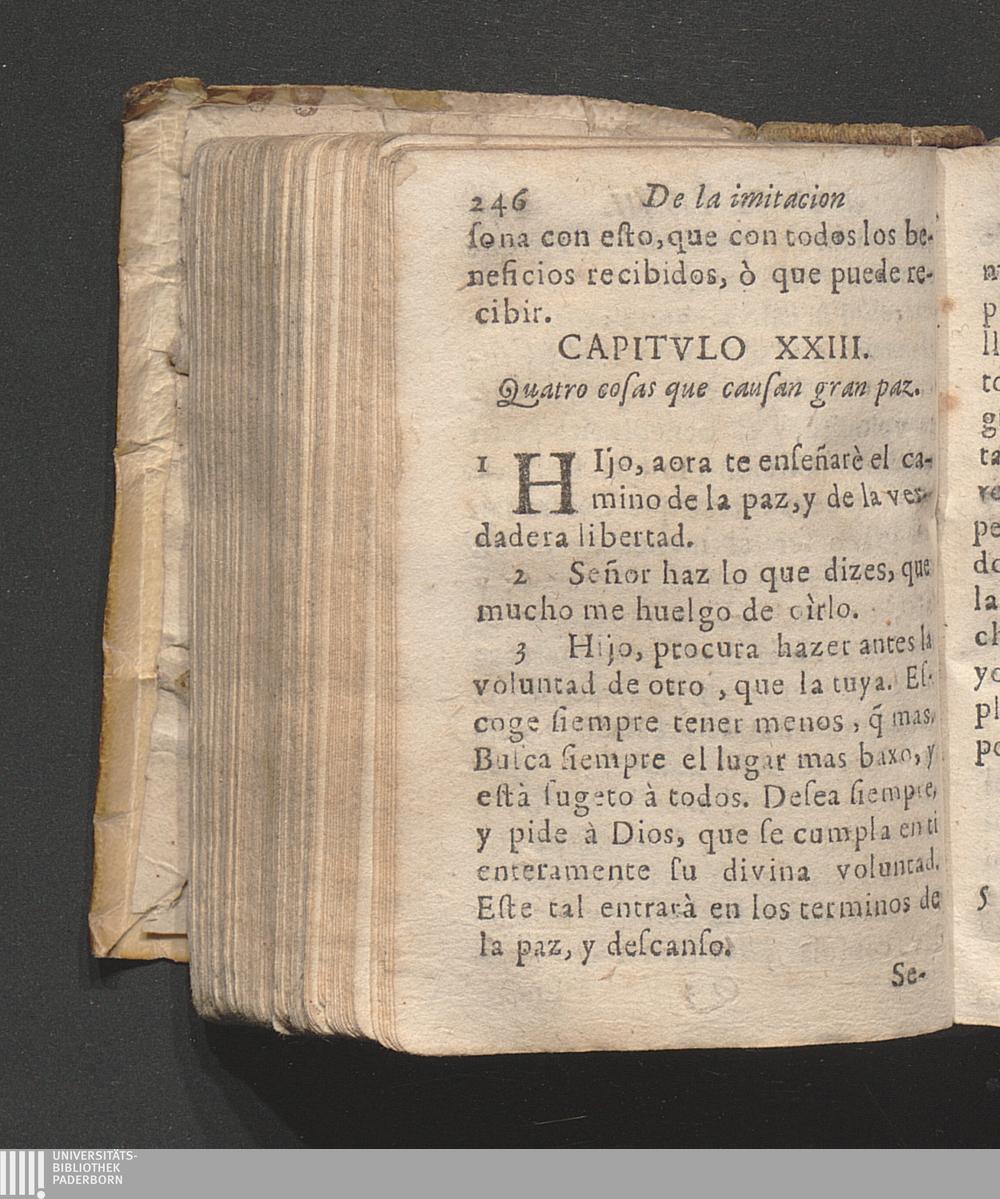 246 De la imitacion
ſona con eſto, que con todos los be-
neficios recibidos, ò que puede re-
cibir.
CAPITVLO XXIII.
Quatro coſas que cauſan gran paz.
1 HIjo, aora te enſeñarè el ca-
mino de la paz, y de la ver-
dadera libertad.
2 Señor haz lo que dizes, que
mucho me huelgo de oìrlo.
3 Hijo, procura hazer antes la
voluntad de otro, que la tuya. Eſ-
coge ſiempre tener menos, q̃ mas.
Buſca ſiempre el lugar mas baxo, y
eſtà ſugeto à todos. Deſea ſiempre,
y pide à Dios, que ſe cumpla en ti
enteramente ſu divina voluntad.
Eſte tal entrarà en los terminos de
la paz, y deſcanſo.
Se-
UNIVERSITÄTS-
BIBLIOTHEK
PADERBORN